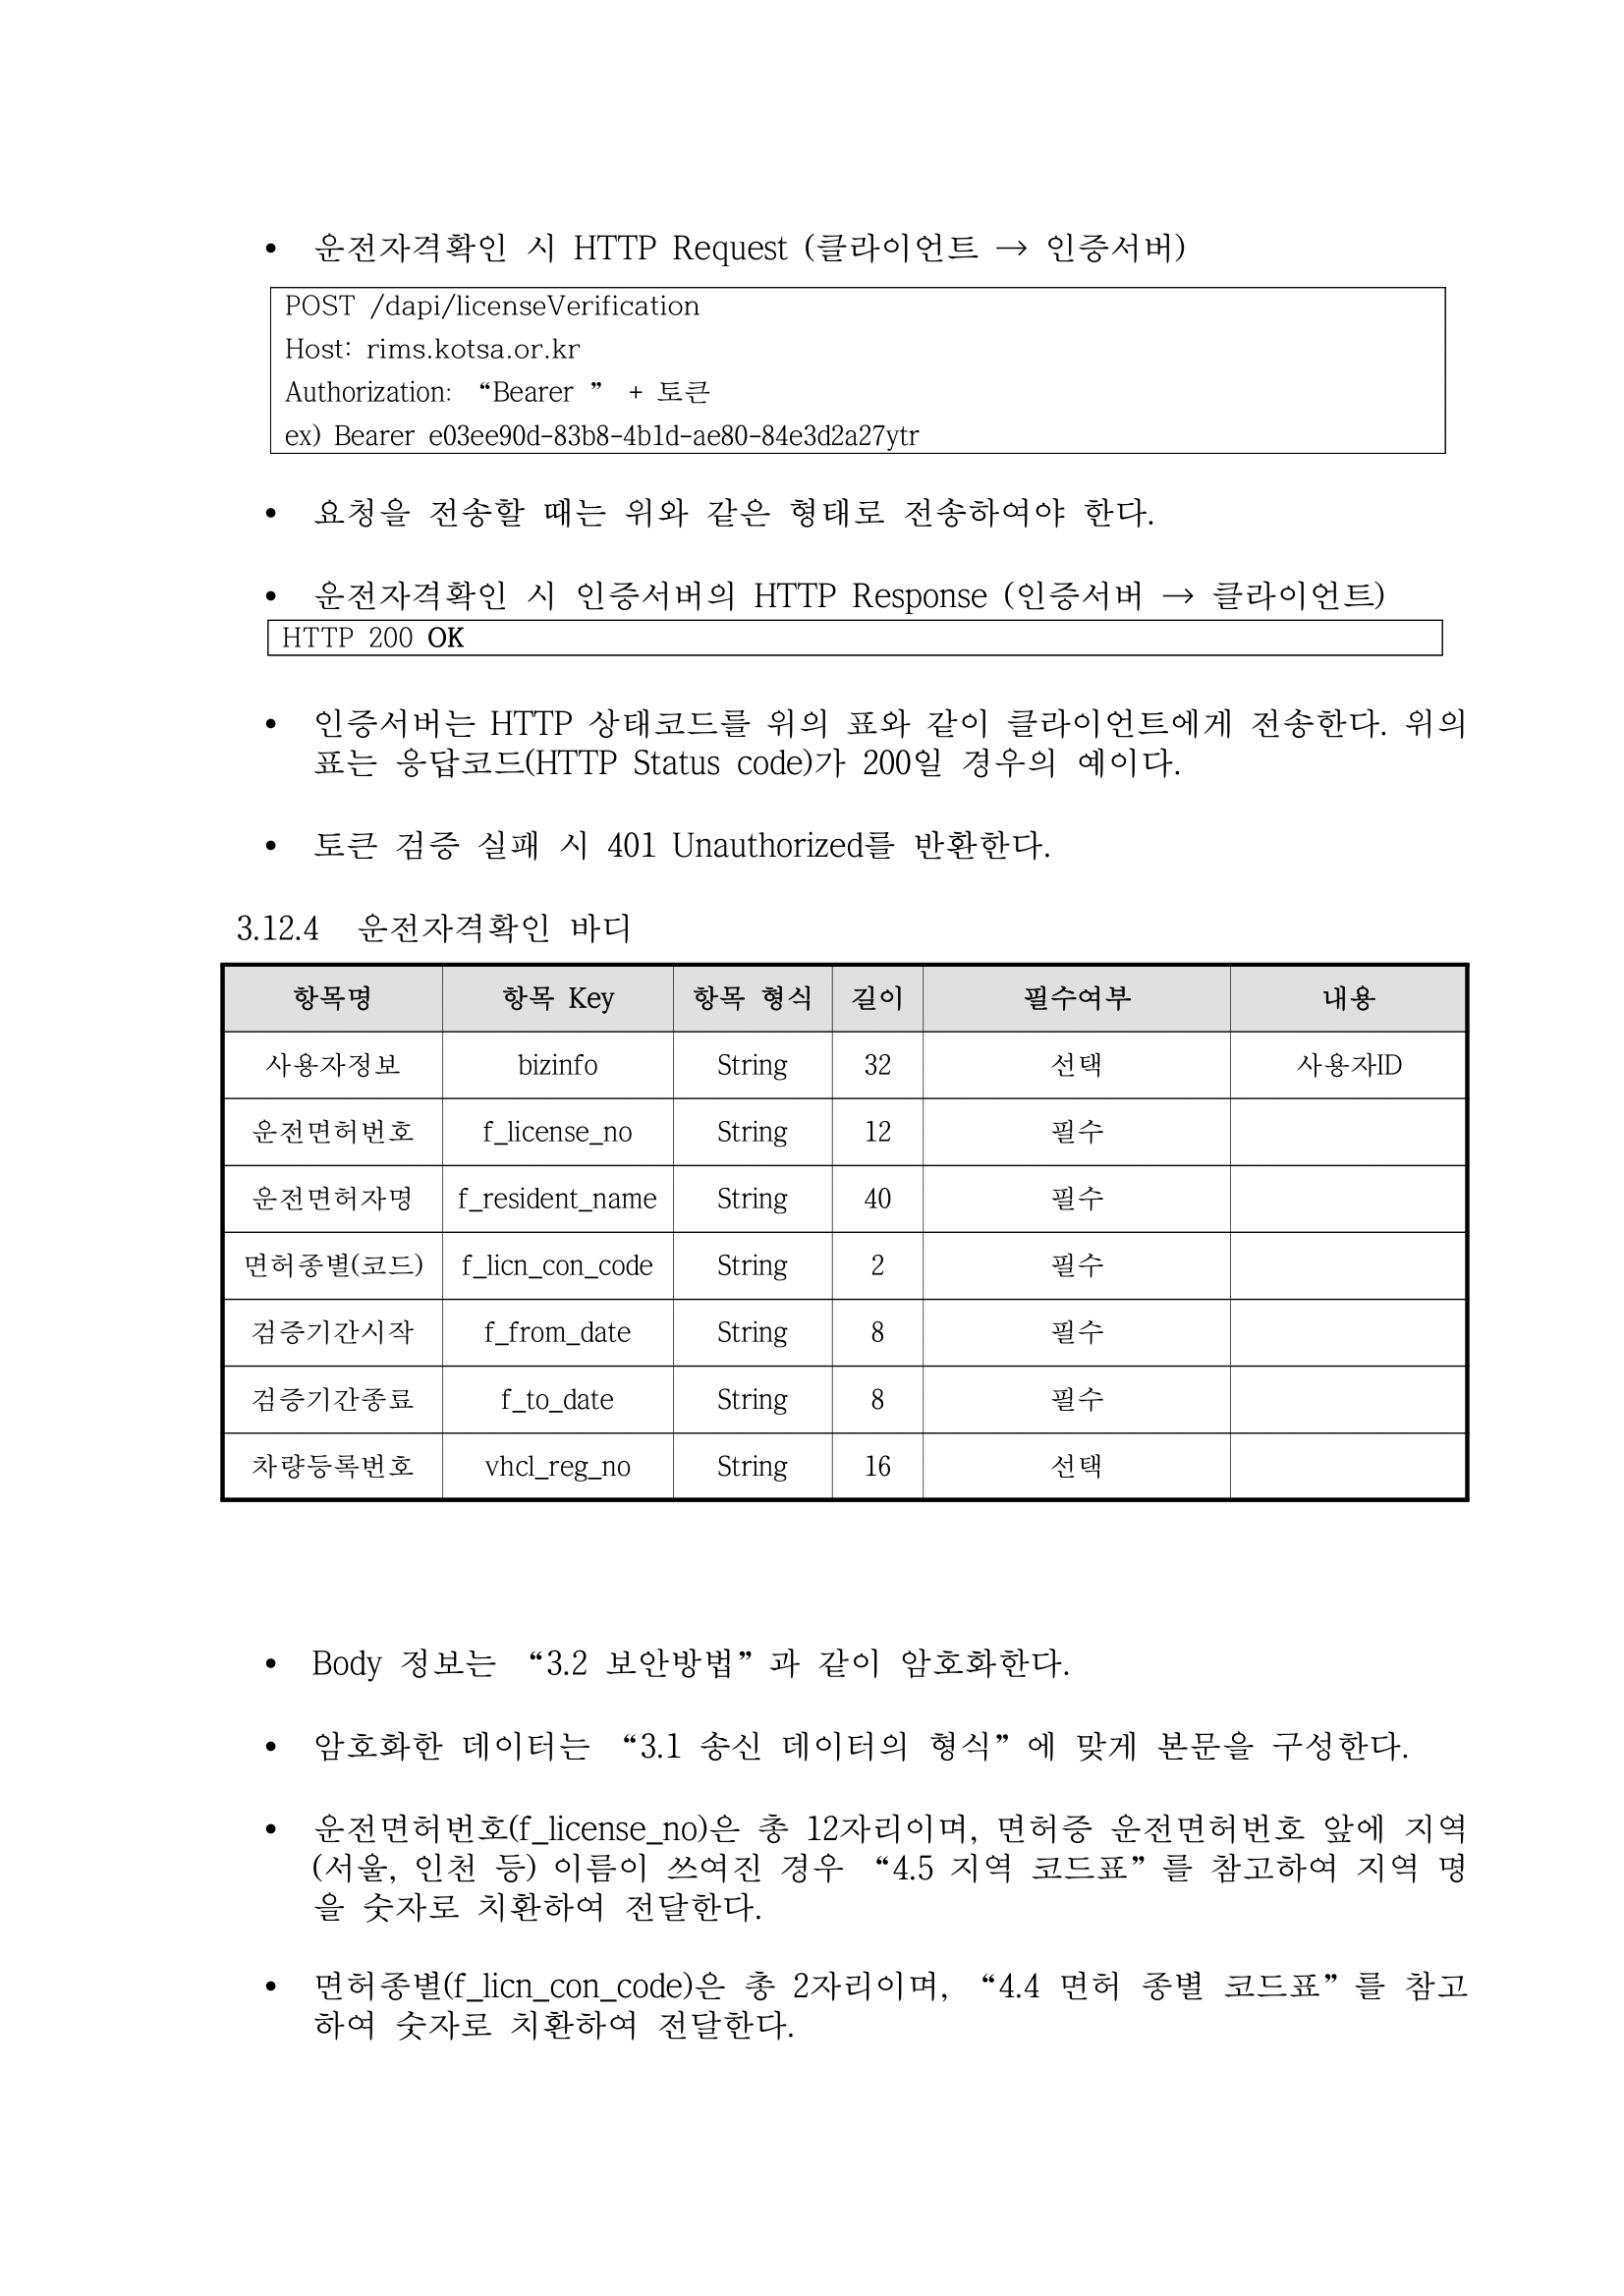 • 운전자격확인 시 HTTP Request (클라이언트 → 인증서버)
POST /dapi/licenseVerification
Host: rims.kotsa.or.kr
Authorization: “Bearer ” + 토큰
ex) Bearer e03ee90d-83b8-4b1d-ae80-84e3d2a27ytr
• 요청을 전송할 때는 위와 같은 형태로 전송하여야 한다.
• 운전자격확인 시 인증서버의 HTTP Response (인증서버 → 클라이언트)
HTTP 200 OK
• 인증서버는 HTTP 상태코드를 위의 표와 같이 클라이언트에게 전송한다. 위의
표는 응답코드(HTTP Status code)가 200일 경우의 예이다.
• 토큰 검증 실패 시 401 Unauthorized를 반환한다.
3.12.4 운전자격확인 바디
항목명 항목 Key 항목 형식 길이 필수여부 내용
사용자정보 bizinfo String 32 선택 사용자ID
운전면허번호 f_license_no String 12 필수
운전면허자명 f_resident_name String 40 필수
면허종별(코드) f_licn_con_code String 2 필수
검증기간시작 f_from_date String 8 필수
검증기간종료 f_to_date String 8 필수
차량등록번호 vhcl_reg_no String 16 선택
• Body 정보는 “3.2 보안방법”과 같이 암호화한다.
• 암호화한 데이터는 “3.1 송신 데이터의 형식”에 맞게 본문을 구성한다.
• 운전면허번호(f_license_no)은 총 12자리이며, 면허증 운전면허번호 앞에 지역
(서울, 인천 등) 이름이 쓰여진 경우 “4.5 지역 코드표”를 참고하여 지역 명
을 숫자로 치환하여 전달한다.
• 면허종별(f_licn_con_code)은 총 2자리이며, “4.4 면허 종별 코드표”를 참고
하여 숫자로 치환하여 전달한다.